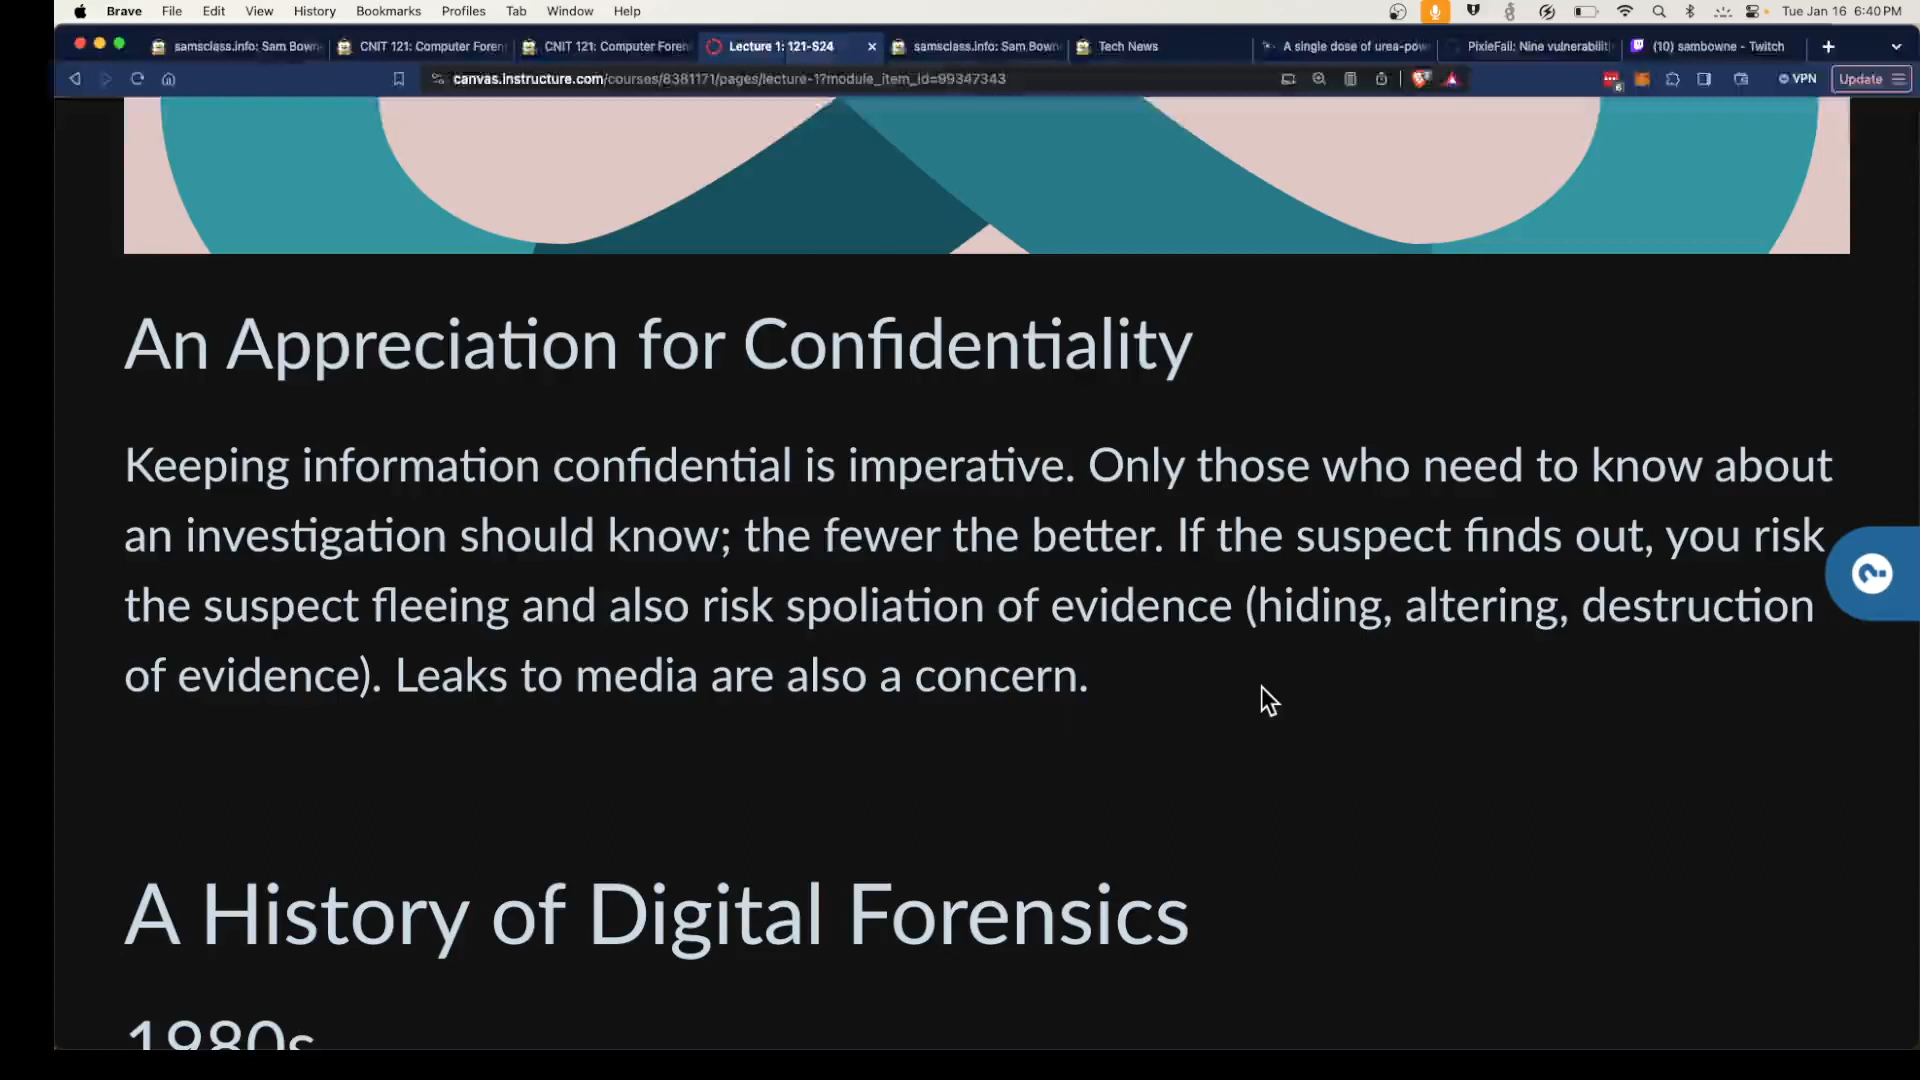 Brave File Edit View History Bookmarks Profiles Tab Window Help Tue Jan 16 6:40 PM
samsclass.info: Sam Bown CNIT 121: Computer Foren CNIT 121: Computer Foren Lecture 1: 121-S24 samsclass.info: Sam Bown Tech News A single dose of urea-pow PixieFail: Nine vulnerabilit (10) sambowne - Twitch
canvas.instructure.com/courses/8381171/pages/lecture-1?module_item_id=99347343 6 VPN Update
An Appreciation for Confidentiality
Keeping information confidential is imperative. Only those who need to know about
an investigation should know; the fewer the better. If the suspect finds out, you risk
the suspect fleeing and also risk spoliation of evidence (hiding, altering, destruction
of evidence). Leaks to media are also a concern.
A History of Digital Forensics
1980s